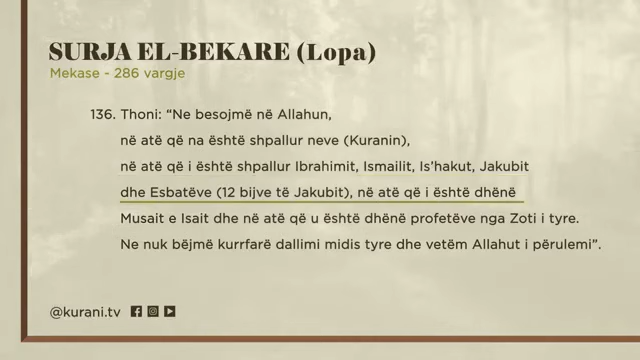 SURJA EL-BEKARE (Lopa)
Mekase - 286 vargje
136. Thoni: “Ne besojmë në Allahun,
në atë që na është shpallur neve (Kuranin),
në atë që i është shpallur Ibrahimit, Ismailit, Is’hakut, Jakubit
dhe Esbatëve (12 bijve të Jakubit), në atë që i është dhënë
Musait e Isait dhe në atë që u është dhënë profetëve nga Zoti i tyre.
Ne nuk bëjmë kurrfarë dallimi midis tyre dhe vetëm Allahut i përulemi”.
@kurani.tv